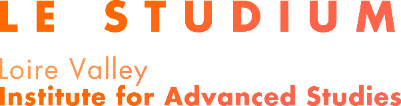 LE STUDIUM
Loire Valley
Institute for Advanced Studies